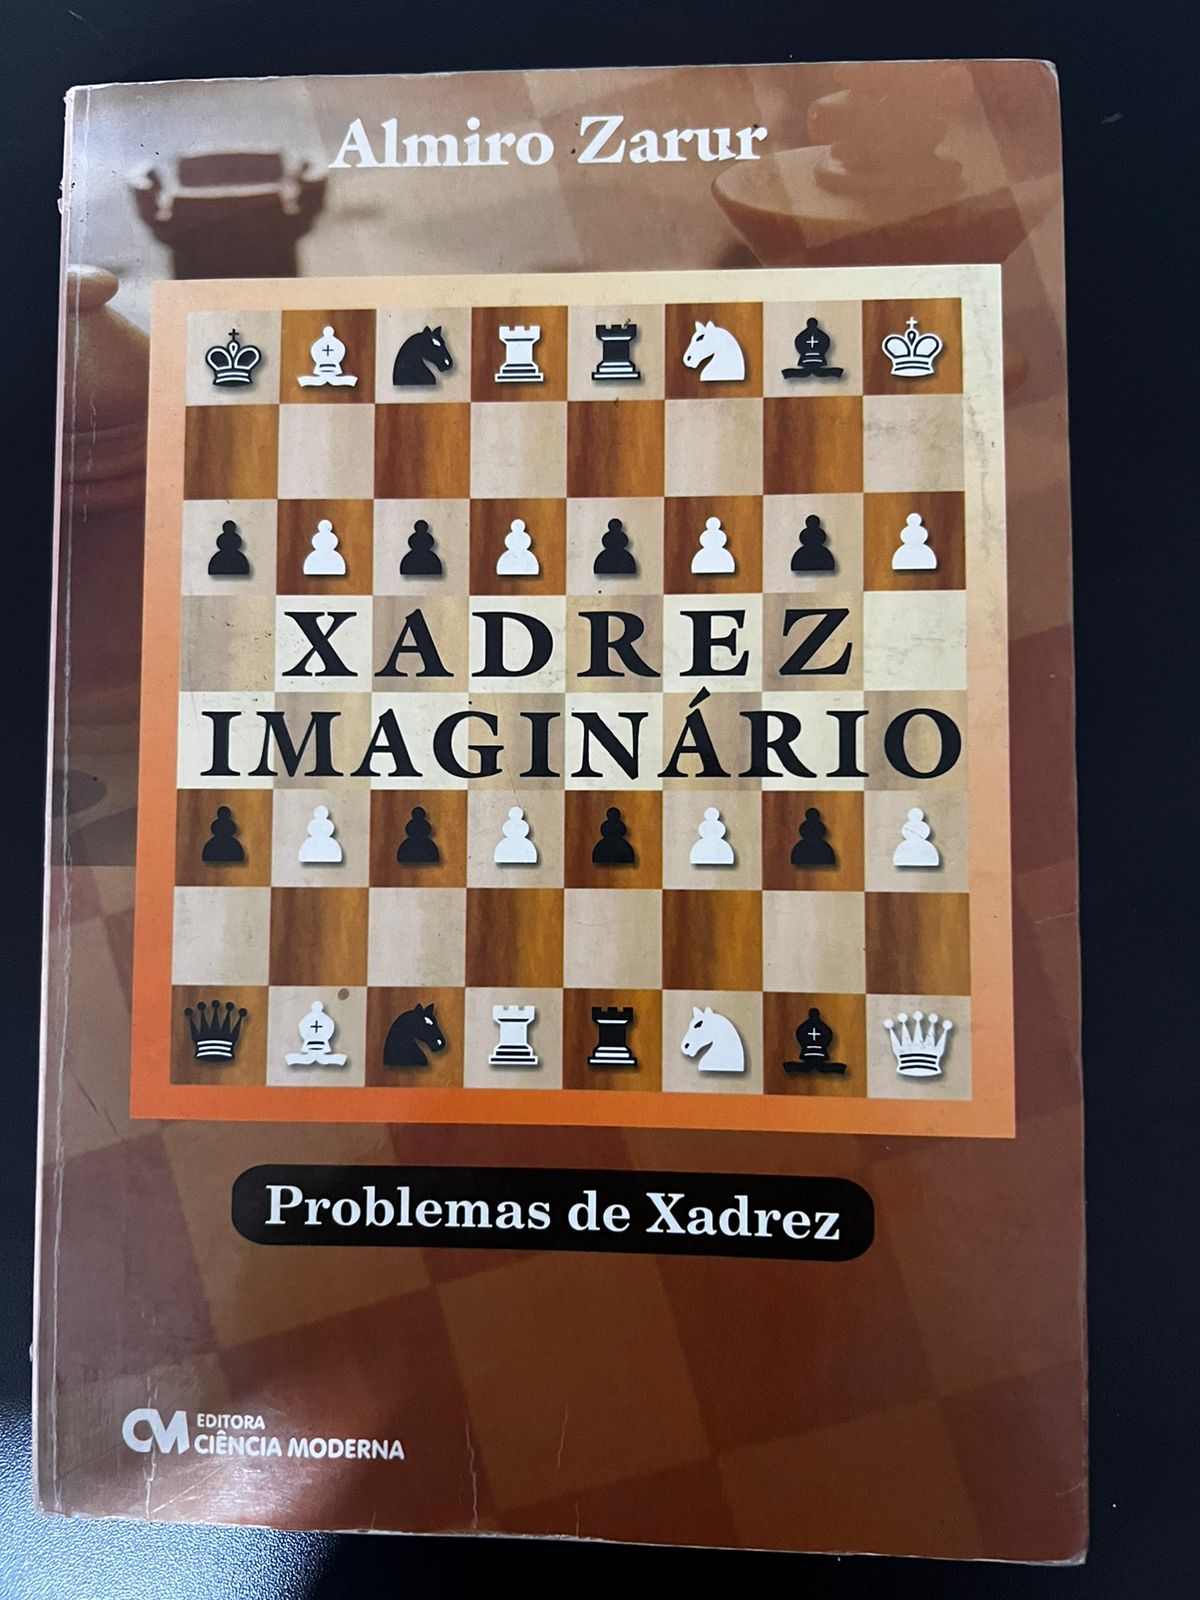 Almiro Zarur
XADREZ
IMAGINÁRIO
Problemas de Xadrez
CM
EDITORA
CIÊNCIA MODERNA